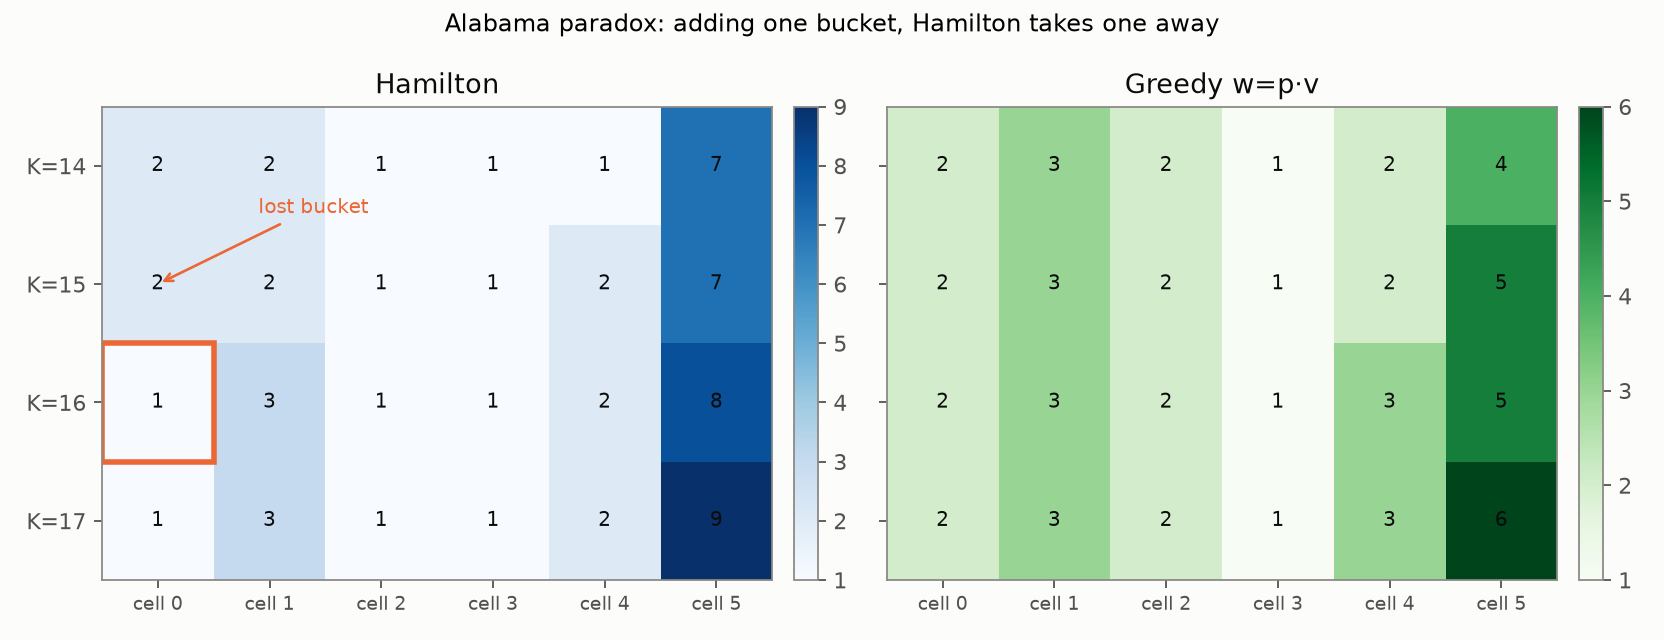 Alabama paradox: adding one bucket, Hamilton takes one away
Hamilton
K=14 2 2 1 1 1 7
lost bucket
K=15 2 2 1 1 2 7
K=16 1 3 1 1 2 8
K=17 1 3 1 1 2 9
cell 0 cell 1 cell 2 cell 3 cell 4 cell 5
9
8
7
6
5
4
3
2
1
Greedy w=p·v
2 3 2 1 2 4
2 3 2 1 2 5
2 3 2 1 3 5
2 3 2 1 3 6
cell 0 cell 1 cell 2 cell 3 cell 4 cell 5
6
5
4
3
2
1